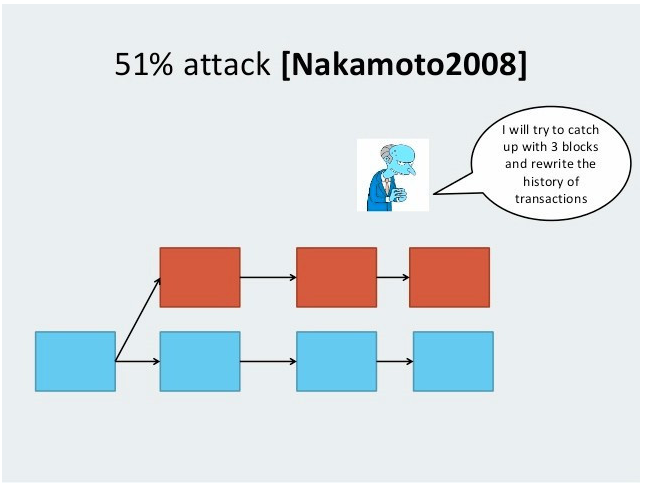 51% attack [Nakamoto2008]
I will try to catch
up with 3 blocks
and rewrite the
history of
transactions